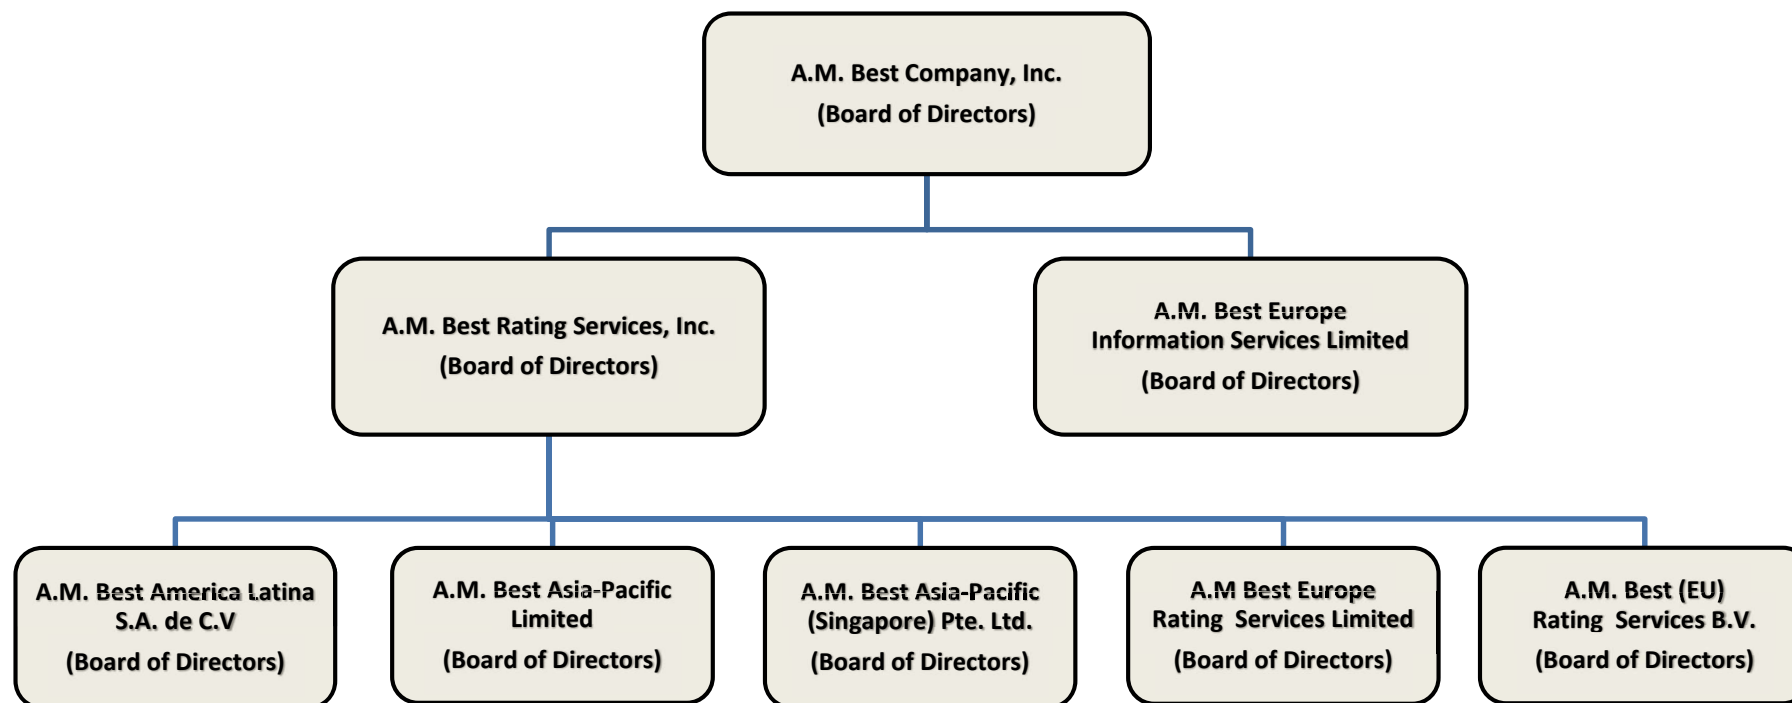 A.M. Best Company, Inc.
(Board of Directors)
A.M. Best Rating Services, Inc.
(Board of Directors)
A.M. Best Europe
Information Services Limited
(Board of Directors)
A.M. Best America Latina
S.A. de C.V
(Board of Directors)
A.M. Best Asia-Pacific
Limited
(Board of Directors)
A.M. Best Asia-Pacific
(Singapore) Pte. Ltd.
(Board of Directors)
A.M Best Europe
Rating Services Limited
(Board of Directors)
A.M. Best (EU)
Rating Services B.V.
(Board of Directors)